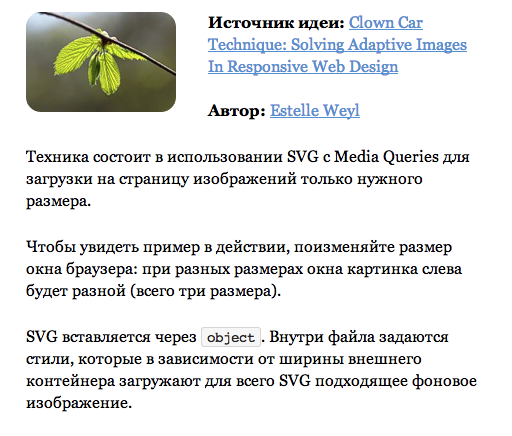 Источник идеи: Clown Car
Technique: Solving Adaptive Images
In Responsive Web Design
Автор: Estelle Weyl
Техника состоит в использовании SVG с Media Queries для
загрузки на страницу изображений только нужного
размера.
Чтобы увидеть пример в действии, поизменяйте размер
окна браузера: при разных размерах окна картинка слева
будет разной (всего три размера).
SVG вставляется через object. Внутри файла задаются
стили, которые в зависимости от ширины внешнего
контейнера загружают для всего SVG подходящее фоновое
изображение.